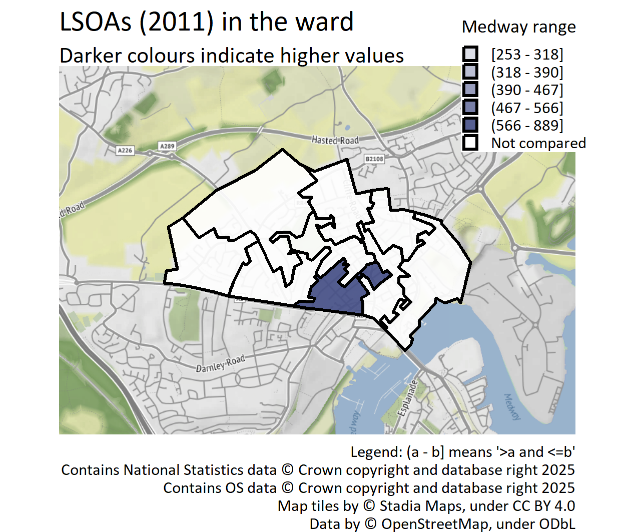 LSOAs (2011) in the ward
Darker colours indicate higher values
Medway range
[253 - 318]
(318 - 390]
(390 - 467]
(467 - 566]
(566 - 889]
Not compared
Hasted Road
A289
A226
B2108
d Road
Darnley Road
Esplanade
Medway
edway
Legend: (a - b] means '>a and <=b'
Contains National Statistics data © Crown copyright and database right 2025
Contains OS data © Crown copyright and database right 2025
Map tiles by © Stadia Maps, under CC BY 4.0
Data by © OpenStreetMap, under ODbL